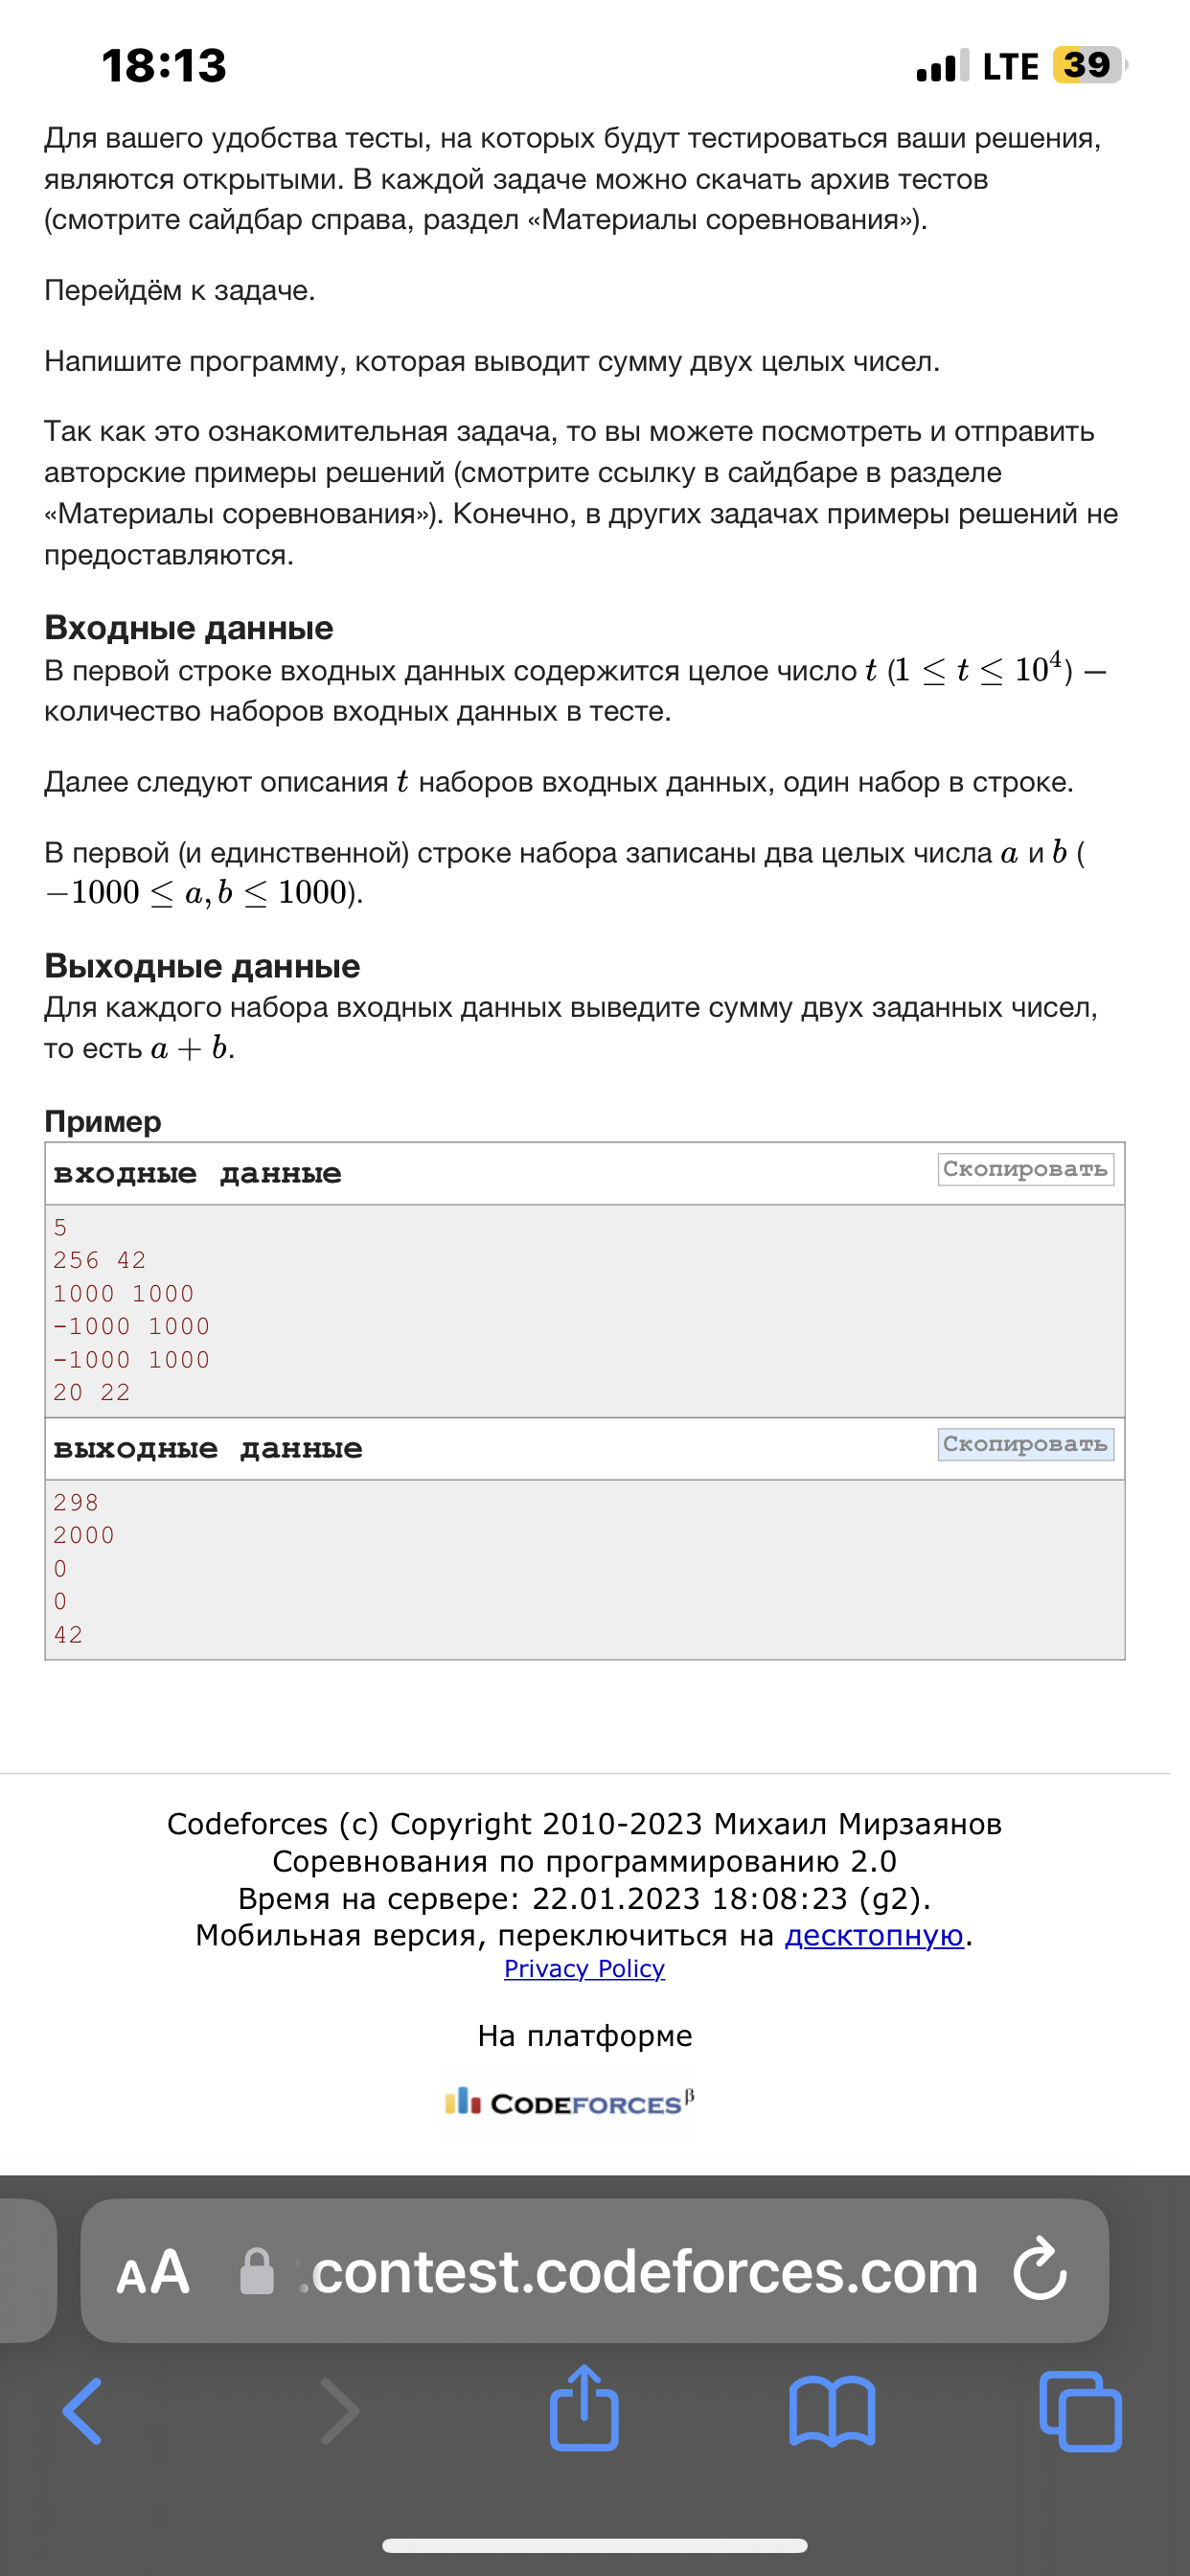 18:13
LTE 39
Для вашего удобства тесты, на которых будут тестироваться ваши решения,
являются открытыми. В каждой задаче можно скачать архив тестов
(смотрите сайдбар справа, раздел «Материалы соревнования»).
Перейдём к задаче.
Напишите программу, которая выводит сумму двух целых чисел.
Так как это ознакомительная задача, то вы можете посмотреть и отправить
авторские примеры решений (смотрите ссылку в сайдбаре в разделе
«Материалы соревнования»). Конечно, в других задачах примеры решений не
предоставляются.
Входные данные
В первой строке входных данных содержится целое число t (1 ≤ t ≤ 10⁴) —
количество наборов входных данных в тесте.
Далее следуют описания t наборов входных данных, один набор в строке.
В первой (и единственной) строке набора записаны два целых числа a и b (
−1000 ≤ a, b ≤ 1000).
Выходные данные
Для каждого набора входных данных выведите сумму двух заданных чисел,
то есть a + b.
Пример
входные данные
Скопировать
5
256 42
1000 1000
-1000 1000
-1000 1000
20 22
выходные данные
Скопировать
298
2000
0
0
42
Codeforces (c) Copyright 2010-2023 Михаил Мирзаянов
Соревнования по программированию 2.0
Время на сервере: 22.01.2023 18:08:23 (g2).
Мобильная версия, переключиться на десктопную.
Privacy Policy
На платформе
CODEFORCES β
AA .contest.codeforces.com